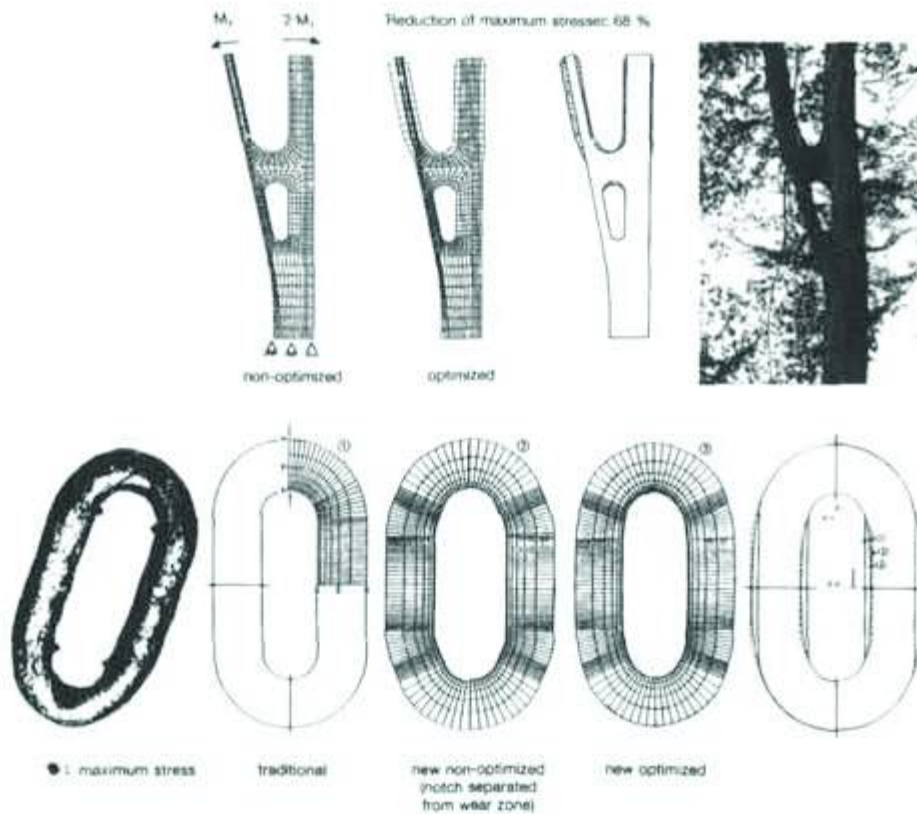 M₁ 2 M₁
Reduction of maximum stresses: 68 %
non-optimized
optimized
① ② ③
: maximum stress
traditional
new non-optimized
(notch separated
from wear zone)
new optimized